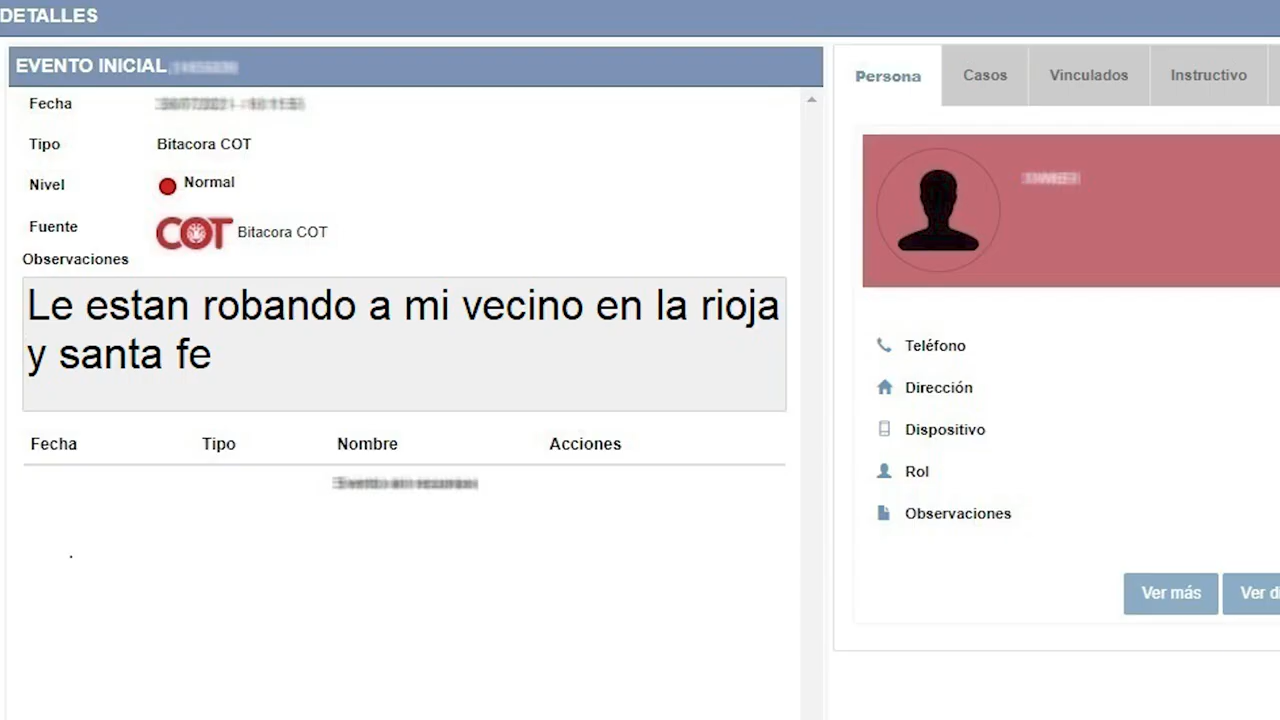 DETALLES
EVENTO INICIAL
Persona
Casos
Vinculados
Instructivo
Fecha
Tipo Bitacora COT
Nivel Normal
Fuente COT Bitacora COT
Observaciones
Le estan robando a mi vecino en la rioja
y santa fe
Fecha Tipo Nombre Acciones
Teléfono
Dirección
Dispositivo
Rol
Observaciones
Ver más
Ver di